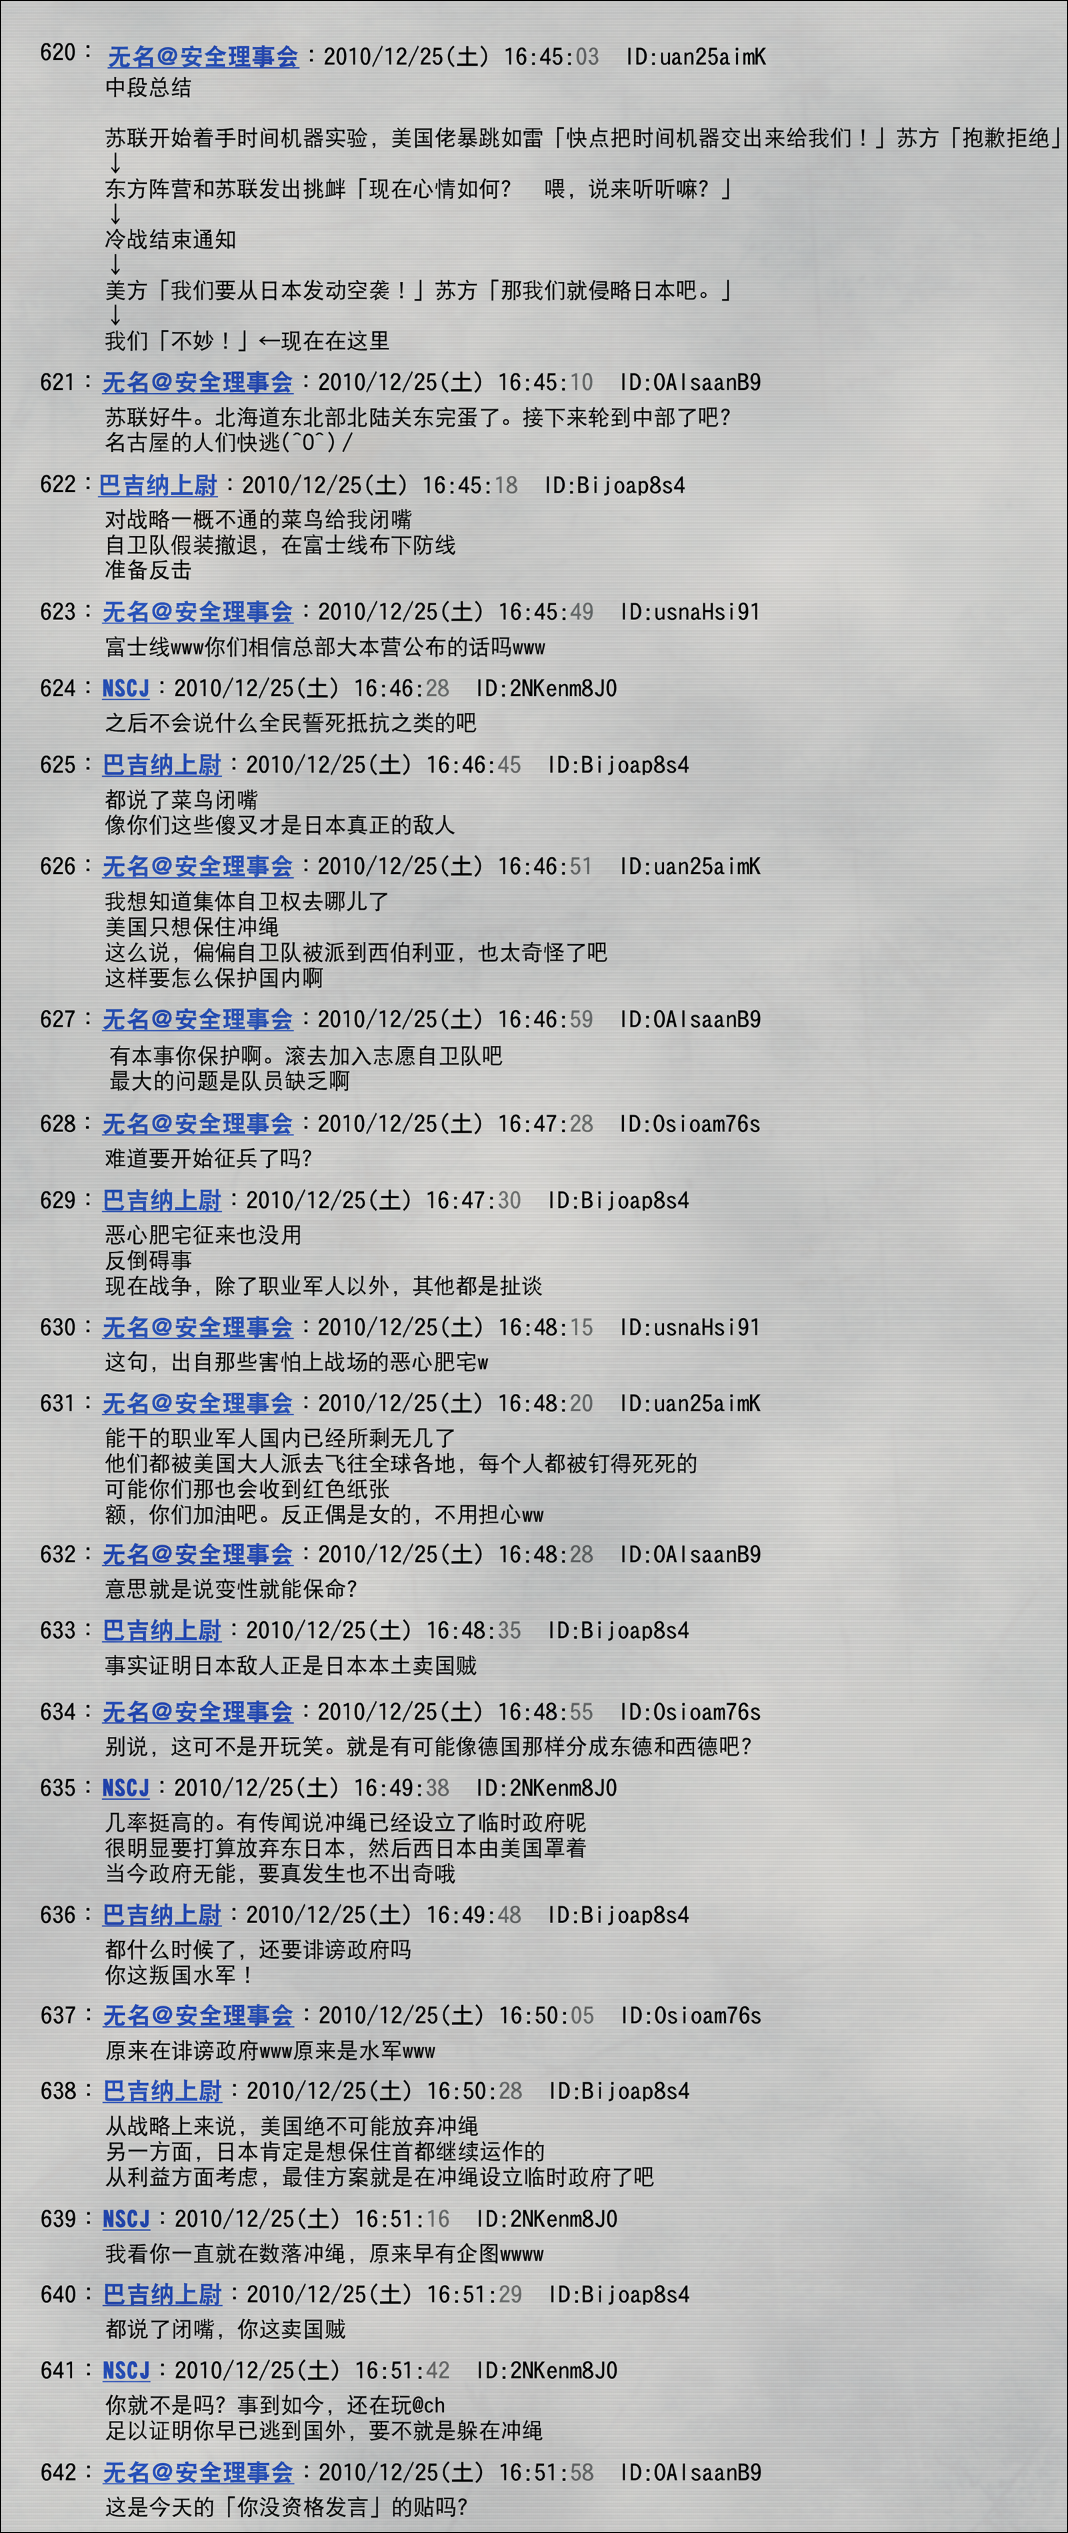 620： 无名＠安全理事会：2010/12/25(土) 16:45:03 ID:uan25aimK
中段总结
苏联开始着手时间机器实验，美国佬暴跳如雷「快点把时间机器交出来给我们！」苏方「抱歉拒绝」
↓
东方阵营和苏联发出挑衅「现在心情如何？ 喂，说来听听嘛？」
↓
冷战结束通知
↓
美方「我们要从日本发动空袭！」苏方「那我们就侵略日本吧。」
↓
我们「不妙！」←现在在这里
621：无名＠安全理事会：2010/12/25(土) 16:45:10 ID:OAIsaanB9
苏联好牛。北海道东北部北陆关东完蛋了。接下来轮到中部了吧？
名古屋的人们快逃(^O^)/
622：巴吉纳上尉：2010/12/25(土) 16:45:18 ID:Bijoap8s4
对战略一概不通的菜鸟给我闭嘴
自卫队假装撤退，在富士线布下防线
准备反击
623：无名＠安全理事会：2010/12/25(土) 16:45:49 ID:usnaHsi91
富士线www你们相信总部大本营公布的话吗www
624：NSCJ：2010/12/25(土) 16:46:28 ID:2NKenm8J0
之后不会说什么全民誓死抵抗之类的吧
625：巴吉纳上尉：2010/12/25(土) 16:46:45 ID:Bijoap8s4
都说了菜鸟闭嘴
像你们这些傻叉才是日本真正的敌人
626：无名＠安全理事会：2010/12/25(土) 16:46:51 ID:uan25aimK
我想知道集体自卫权去哪儿了
美国只想保住冲绳
这么说，偏偏自卫队被派到西伯利亚，也太奇怪了吧
这样要怎么保护国内啊
627：无名＠安全理事会：2010/12/25(土) 16:46:59 ID:OAIsaanB9
有本事你保护啊。滚去加入志愿自卫队吧
最大的问题是队员缺乏啊
628：无名＠安全理事会：2010/12/25(土) 16:47:28 ID:Osioam76s
难道要开始征兵了吗？
629：巴吉纳上尉：2010/12/25(土) 16:47:30 ID:Bijoap8s4
恶心肥宅征来也没用
反倒碍事
现在战争，除了职业军人以外，其他都是扯谈
630：无名＠安全理事会：2010/12/25(土) 16:48:15 ID:usnaHsi91
这句，出自那些害怕上战场的恶心肥宅w
631：无名＠安全理事会：2010/12/25(土) 16:48:20 ID:uan25aimK
能干的职业军人国内已经所剩无几了
他们都被美国大人派去飞往全球各地，每个人都被钉得死死的
可能你们那也会收到红色纸张
额，你们加油吧。反正偶是女的，不用担心ww
632：无名＠安全理事会：2010/12/25(土) 16:48:28 ID:OAIsaanB9
意思就是说变性就能保命？
633：巴吉纳上尉：2010/12/25(土) 16:48:35 ID:Bijoap8s4
事实证明日本敌人正是日本本土卖国贼
634：无名＠安全理事会：2010/12/25(土) 16:48:55 ID:Osioam76s
别说，这可不是开玩笑。就是有可能像德国那样分成东德和西德吧？
635：NSCJ：2010/12/25(土) 16:49:38 ID:2NKenm8J0
几率挺高的。有传闻说冲绳已经设立了临时政府呢
很明显要打算放弃东日本，然后西日本由美国罩着
当今政府无能，要真发生也不出奇哦
636：巴吉纳上尉：2010/12/25(土) 16:49:48 ID:Bijoap8s4
都什么时候了，还要诽谤政府吗
你这叛国水军！
637：无名＠安全理事会：2010/12/25(土) 16:50:05 ID:Osioam76s
原来在诽谤政府www原来是水军www
638：巴吉纳上尉：2010/12/25(土) 16:50:28 ID:Bijoap8s4
从战略上来说，美国绝不可能放弃冲绳
另一方面，日本肯定是想保住首都继续运作的
从利益方面考虑，最佳方案就是在冲绳设立临时政府了吧
639：NSCJ：2010/12/25(土) 16:51:16 ID:2NKenm8J0
我看你一直就在数落冲绳，原来早有企图wwww
640：巴吉纳上尉：2010/12/25(土) 16:51:29 ID:Bijoap8s4
都说了闭嘴，你这卖国贼
641：NSCJ：2010/12/25(土) 16:51:42 ID:2NKenm8J0
你就不是吗？事到如今，还在玩@ch
足以证明你早已逃到国外，要不就是躲在冲绳
642：无名＠安全理事会：2010/12/25(土) 16:51:58 ID:OAIsaanB9
这是今天的「你没资格发言」的贴吗？